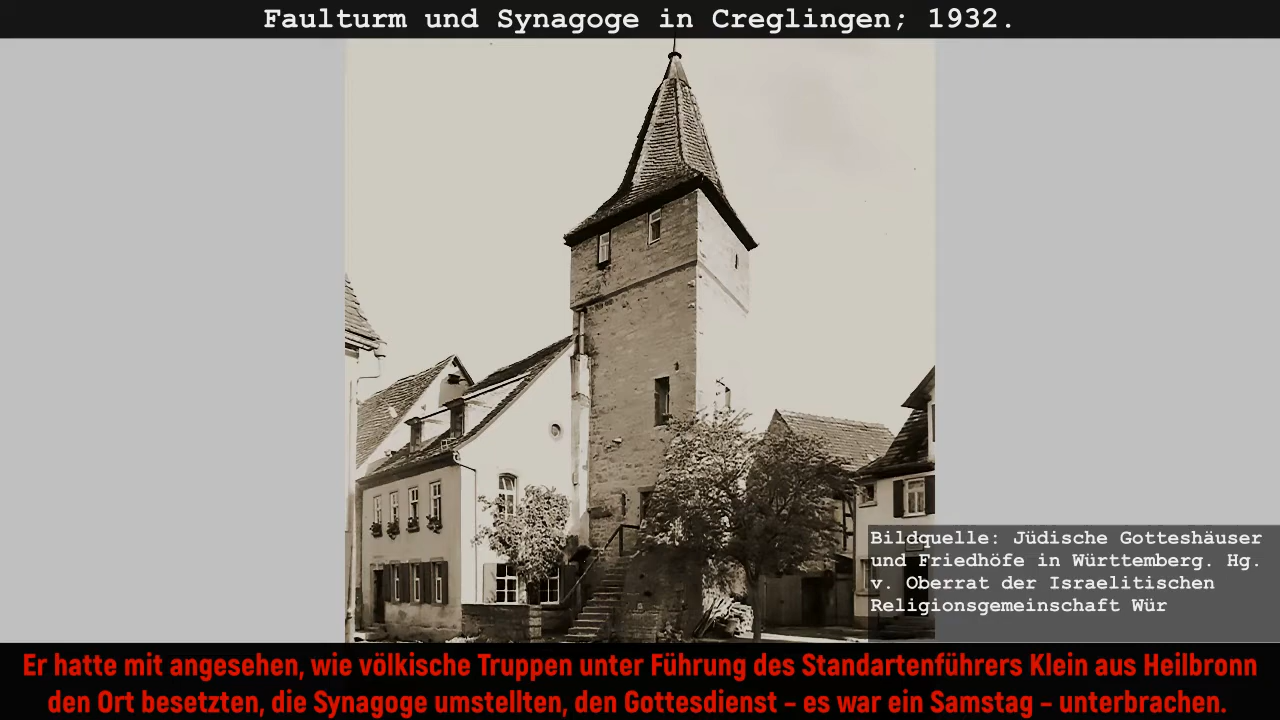 Faulturm und Synagoge in Creglingen; 1932.
Bildquelle: Jüdische Gotteshäuser
und Friedhöfe in Württemberg. Hg.
v. Oberrat der Israelitischen
Religionsgemeinschaft Wür
Er hatte mit angesehen, wie völkische Truppen unter Führung des Standartenführers Klein aus Heilbronn
den Ort besetzten, die Synagoge umstellten, den Gottesdienst – es war ein Samstag – unterbrachen.